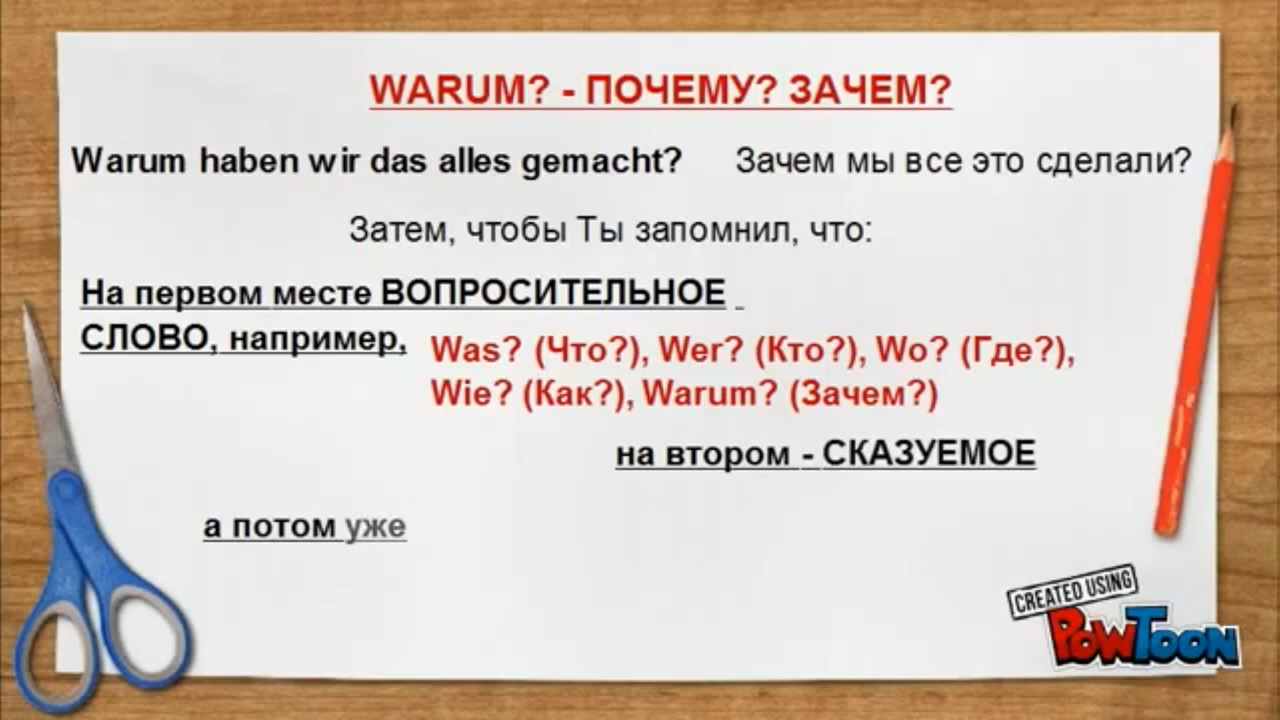 WARUM? - ПОЧЕМУ? ЗАЧЕМ?
Warum haben wir das alles gemacht? Зачем мы все это сделали?
Затем, чтобы Ты запомнил, что:
На первом месте ВОПРОСИТЕЛЬНОЕ
СЛОВО, например,
Was? (Что?), Wer? (Кто?), Wo? (Где?),
Wie? (Как?), Warum? (Зачем?)
на втором - СКАЗУЕМОЕ
а потом уже
CREATED USING
POWTOON